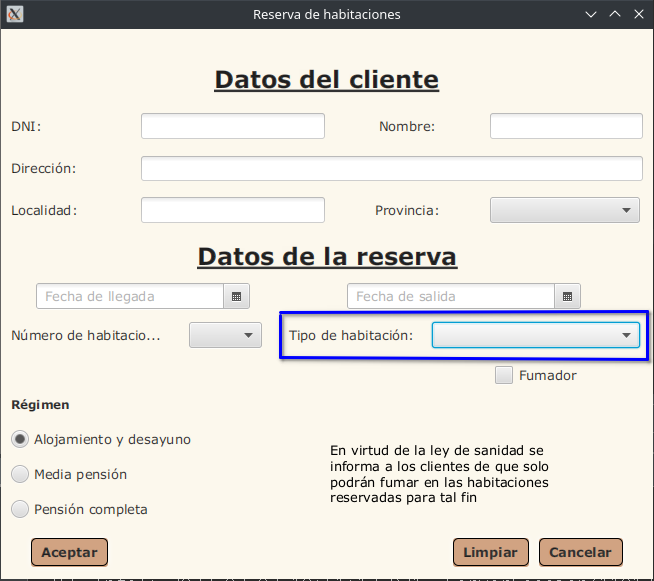 Reserva de habitaciones
Datos del cliente
DNI:
Nombre:
Dirección:
Localidad:
Provincia:
Datos de la reserva
Fecha de llegada
Fecha de salida
Número de habitacio...
Tipo de habitación:
Fumador
Régimen
Alojamiento y desayuno
Media pensión
Pensión completa
En virtud de la ley de sanidad se
informa a los clientes de que solo
podrán fumar en las habitaciones
reservadas para tal fin
Aceptar
Limpiar
Cancelar